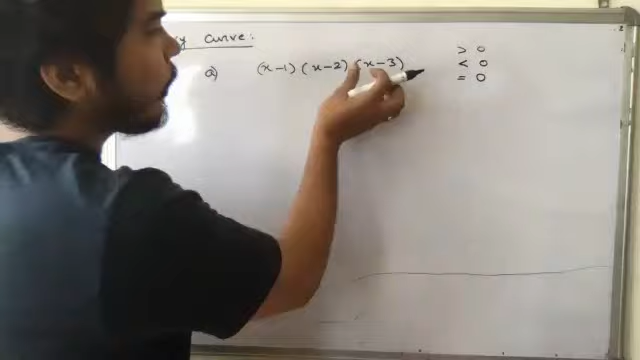 curve:
a) (x-1) (x-2) (x-3) > 0
< 0
= 0